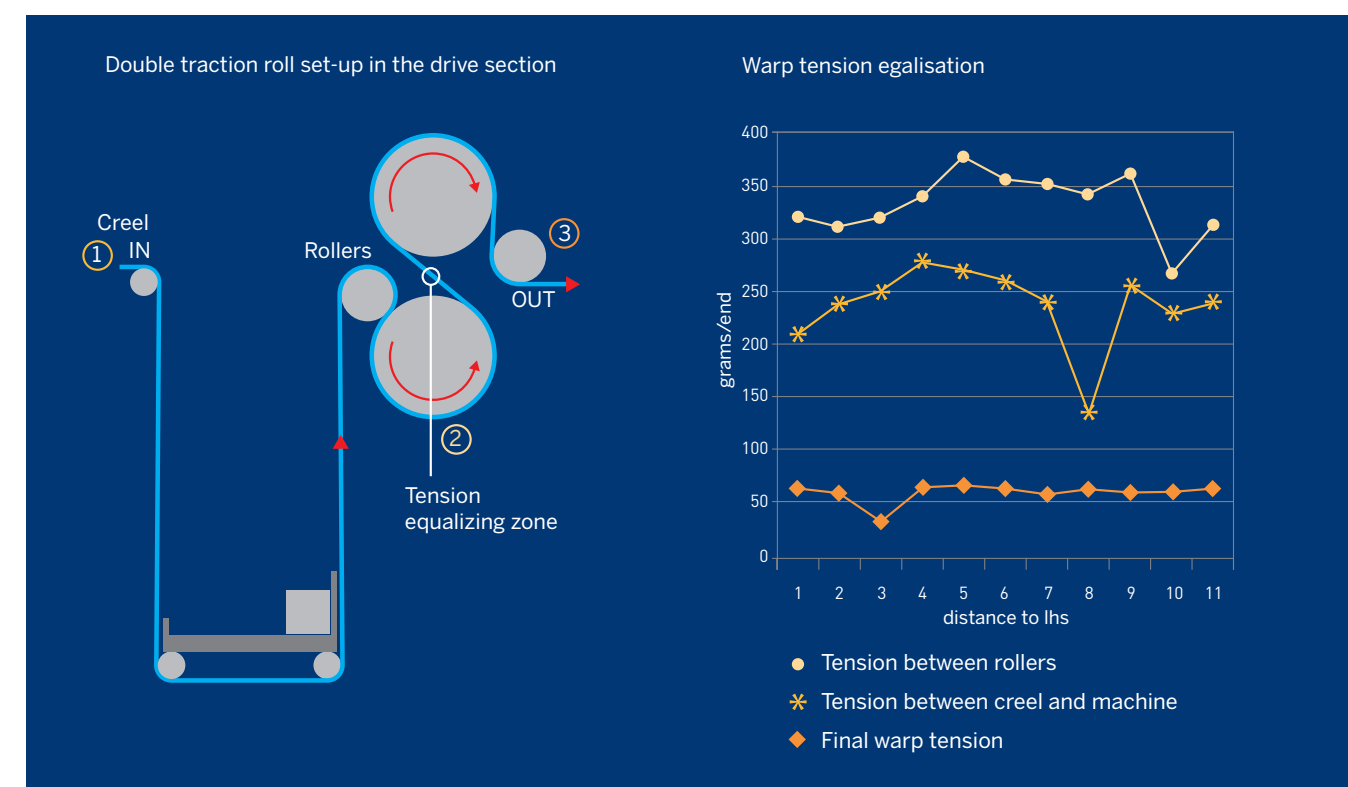 Double traction roll set-up in the drive section
Creel
1
IN
Rollers
3
OUT
2
Tension
equalizing zone
Warp tension egalisation
400
350
300
250
200
150
100
50
0
grams/end
1 2 3 4 5 6 7 8 9 10 11
distance to lhs
Tension between rollers
Tension between creel and machine
Final warp tension